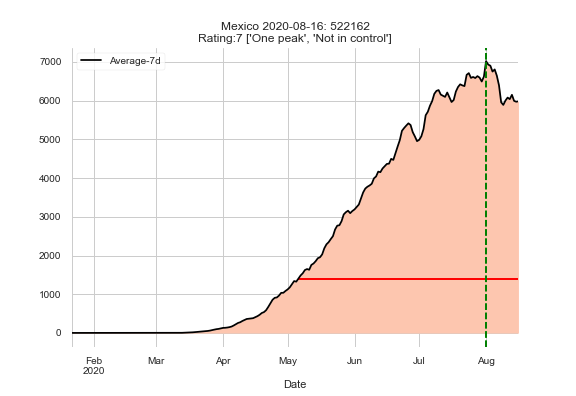 Mexico 2020-08-16: 522162
Rating:7 ['One peak', 'Not in control']
Average-7d
7000
6000
5000
4000
3000
2000
1000
0
Feb Mar Apr May Jun Jul Aug
2020
Date